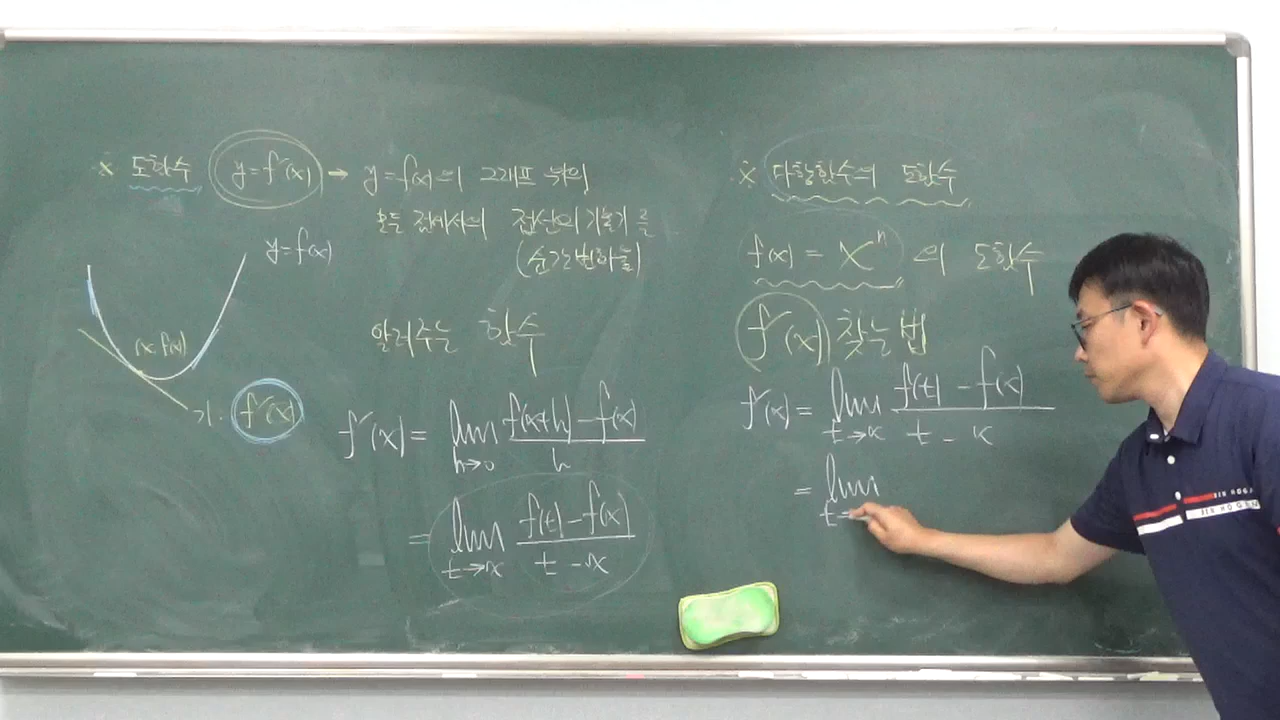 ※ 도함수 y=f'(x) → y=f(x)의 그래프 위의
모든 점에서의 접선의 기울기를
(순간변화율)
알려주는 함수
y=f(x)
(x, f(x))
기. f'(x)
f'(x) = lim h→0 f(x+h)-f(x) / h
= lim t→x f(t)-f(x) / t-x
※ 다항함수의 도함수
f(x) = x^n 의 도함수
f'(x) 찾는 법
f'(x) = lim t→x f(t)-f(x) / t-x
= lim t→